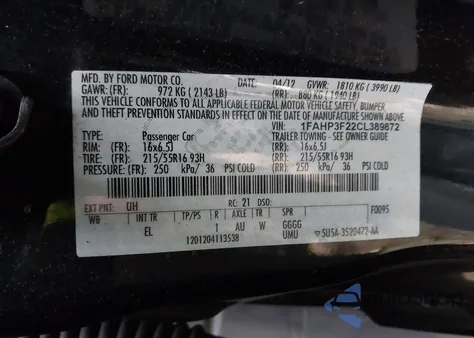 MFD. BY FORD MOTOR CO.
04/12 GVWR: 1810 KG ( 3990 LB)
GAWR: (FR) 972 KG ( 2143 LB) (RR) 880 KG ( 1940 LB)
THIS VEHICLE CONFORMS TO ALL APPLICABLE FEDERAL MOTOR VEHICLE SAFETY, BUMPER,
AND THEFT PREVENTION STANDARDS IN EFFECT ON THE DATE OF MANUFACTURE SHOWN ABOVE.
VIN: 1FAHP3F22CL389872
TYPE: Passenger Car TRAILER TOWING - SEE OWNER GUIDE
RIM: (FR): 16x6.5J (RR): 16x6.5J
TIRE: (FR): 215/55R16 93H (RR): 215/55R16 93H
PRESSURE: (FR): 250 kPa/ 36 PSI COLD (RR): 250 kPa/ 36 PSI COLD
EXT PNT: UH RC: 21 DSO: F0095
WB INT TR TP/PS R AXLE TR SPR
EL 1 AU W GGGG
1201204113538 UMU 5USA-3520472-AA